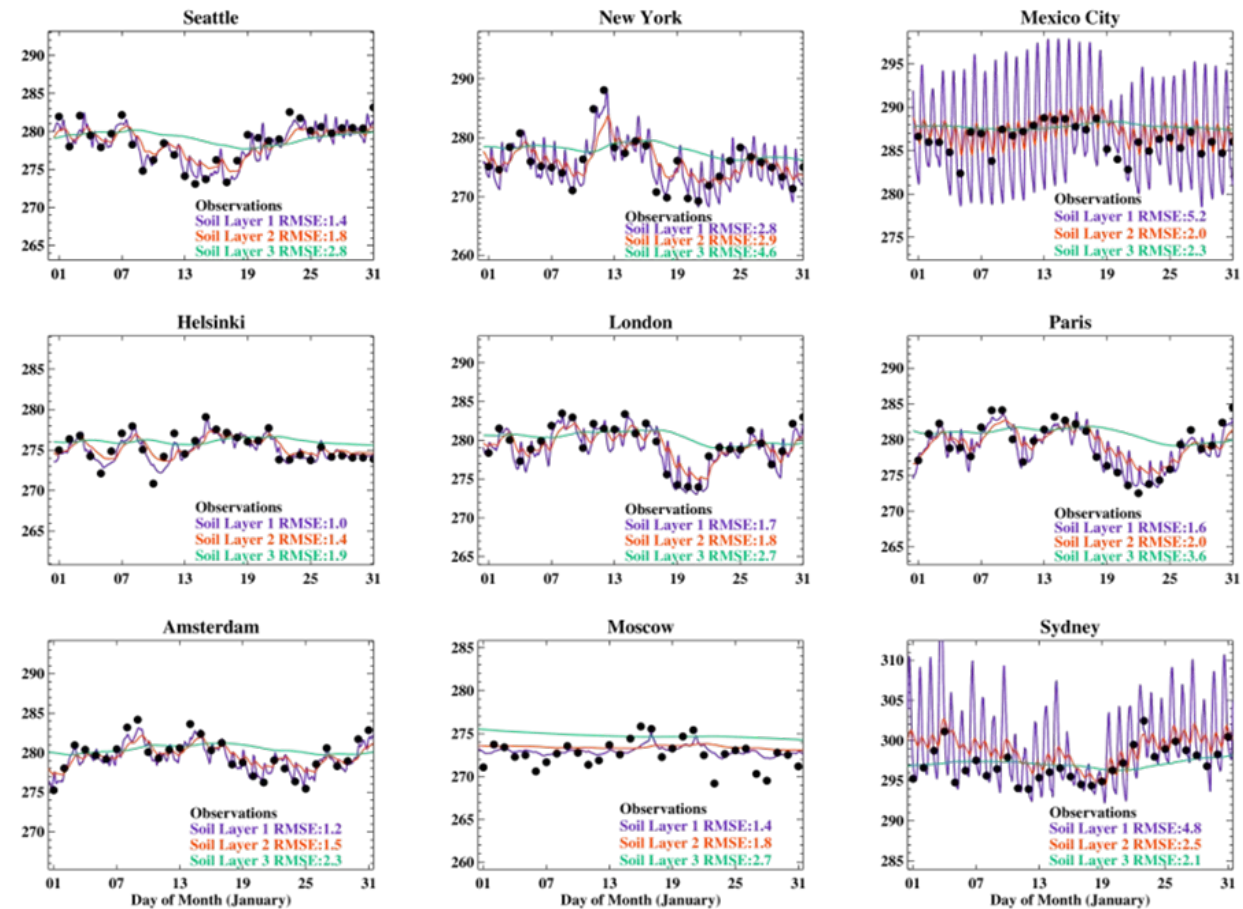 Seattle
290
285
280
275
270
265
Observations
Soil Layer 1 RMSE:1.4
Soil Layer 2 RMSE:1.8
Soil Layer 3 RMSE:2.8
01 07 13 19 25 31
New York
290
280
270
260
Observations
Soil Layer 1 RMSE:2.8
Soil Layer 2 RMSE:2.9
Soil Layer 3 RMSE:4.6
01 07 13 19 25 31
Mexico City
295
290
285
280
275
Observations
Soil Layer 1 RMSE:5.2
Soil Layer 2 RMSE:2.0
Soil Layer 3 RMSE:2.3
01 07 13 19 25 31
Helsinki
285
280
275
270
265
Observations
Soil Layer 1 RMSE:1.0
Soil Layer 2 RMSE:1.4
Soil Layer 3 RMSE:1.9
01 07 13 19 25 31
London
290
285
280
275
270
265
Observations
Soil Layer 1 RMSE:1.7
Soil Layer 2 RMSE:1.8
Soil Layer 3 RMSE:2.7
01 07 13 19 25 31
Paris
290
285
280
275
270
265
Observations
Soil Layer 1 RMSE:1.6
Soil Layer 2 RMSE:2.0
Soil Layer 3 RMSE:3.6
01 07 13 19 25 31
Amsterdam
290
285
280
275
270
Observations
Soil Layer 1 RMSE:1.2
Soil Layer 2 RMSE:1.5
Soil Layer 3 RMSE:2.3
01 07 13 19 25 31
Day of Month (January)
Moscow
285
280
275
270
265
260
Observations
Soil Layer 1 RMSE:1.4
Soil Layer 2 RMSE:1.8
Soil Layer 3 RMSE:2.7
01 07 13 19 25 31
Day of Month (January)
Sydney
310
305
300
295
290
285
Observations
Soil Layer 1 RMSE:4.8
Soil Layer 2 RMSE:2.5
Soil Layer 3 RMSE:2.1
01 07 13 19 25 31
Day of Month (January)